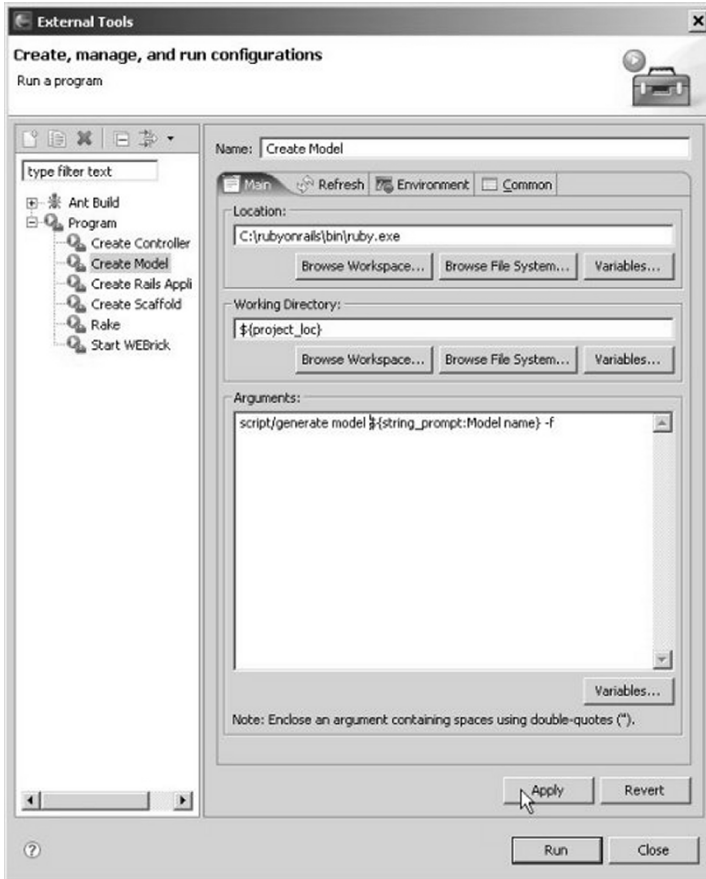 External Tools
Create, manage, and run configurations
Run a program
type filter text
Ant Build
Program
Create Controller
Create Model
Create Rails Appli
Create Scaffold
Rake
Start WEBrick
Name: Create Model
Main Refresh Environment Common
Location:
C:\rubyonrails\bin\ruby.exe
Browse Workspace... Browse File System... Variables...
Working Directory:
${project_loc}
Browse Workspace... Browse File System... Variables...
Arguments:
script/generate model ${string_prompt:Model name} -f
Variables...
Note: Enclose an argument containing spaces using double-quotes (").
Apply Revert
Run Close